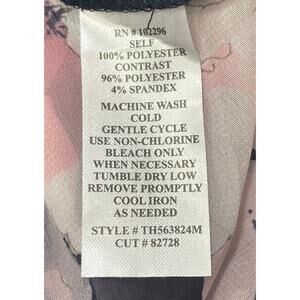 RN # 102296
SELF
100% POLYESTER
CONTRAST
96% POLYESTER
4% SPANDEX
MACHINE WASH
COLD
GENTLE CYCLE
USE NON-CHLORINE
BLEACH ONLY
WHEN NECESSARY
TUMBLE DRY LOW
REMOVE PROMPTLY
COOL IRON
AS NEEDED
STYLE # TH563824M
CUT # 82728